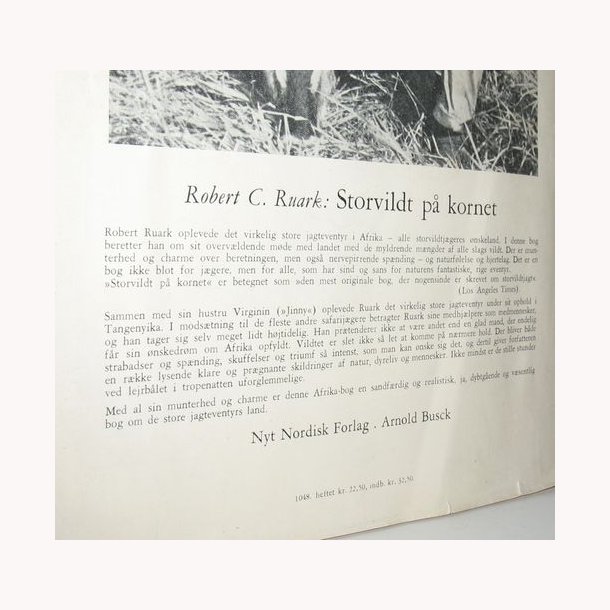 Robert C. Ruark: Storvildt på kornet
Robert Ruark oplevede det virkelig store jagteventyr i Afrika – alle storvildtjægeres ønskeland. I denne bog
beretter han om sit overvældende møde med landet med de myldrende mængder af alle slags vildt. Der er mun-
terhed og charme over beretningen, men også nervepirrende spænding – og naturfølelse og hjertelag. Det er en
bog ikke blot for jægere, men for alle, som har sind og sans for naturens fantastiske, rige eventyr.
»Storvildt på kornet« er betegnet som »den mest originale bog, der nogensinde er skrevet om storvildtjagt«.
(Los Angeles Times).
Sammen med sin hustru Virginin (»Jinny«) oplevede Ruark det virkelig store jagteventyr under sit ophold i
Tangenyika. I modsætning til de fleste andre safarijægere betragter Ruark sine medhjælpere som medmennesker,
og han tager sig selv meget lidt højtidelig. Han prætenderer ikke at være andet end en glad mand, der endelig
får sin ønskedrøm om Afrika opfyldt. Vildtet er slet ikke så let at komme på nærmere hold. Der bliver både
strabadser og spænding, skuffelser og triumf så intenst, som man kan ønske sig det, og dertil giver forfatteren
en række lysende klare og prægnante skildringer af natur, dyreliv og mennesker. Ikke mindst er de stille stunder
ved lejrbålet i tropenatten uforglemmelige.
Med al sin munterhed og charme er denne Afrika-bog en sandfærdig og realistisk, ja, dybtgående og væsentlig
bog om de store jagteventyrs land.
Nyt Nordisk Forlag . Arnold Busck
1048. heftet kr. 22,50, indb. kr. 32,50.